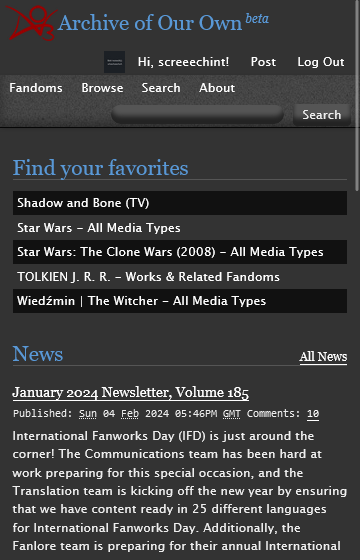 Archive of Our Own beta
Hi, screeechint! Post Log Out
Fandoms Browse Search About
Search
Find your favorites
Shadow and Bone (TV)
Star Wars - All Media Types
Star Wars: The Clone Wars (2008) - All Media Types
TOLKIEN J. R. R. - Works & Related Fandoms
Wiedźmin | The Witcher - All Media Types
News All News
January 2024 Newsletter, Volume 185
Published: Sun 04 Feb 2024 05:46PM GMT Comments: 10
International Fanworks Day (IFD) is just around the
corner! The Communications team has been hard at
work preparing for this special occasion, and the
Translation team is kicking off the new year by ensuring
that we have content ready in 25 different languages
for International Fanworks Day. Additionally, the
Fanlore team is preparing for their annual International